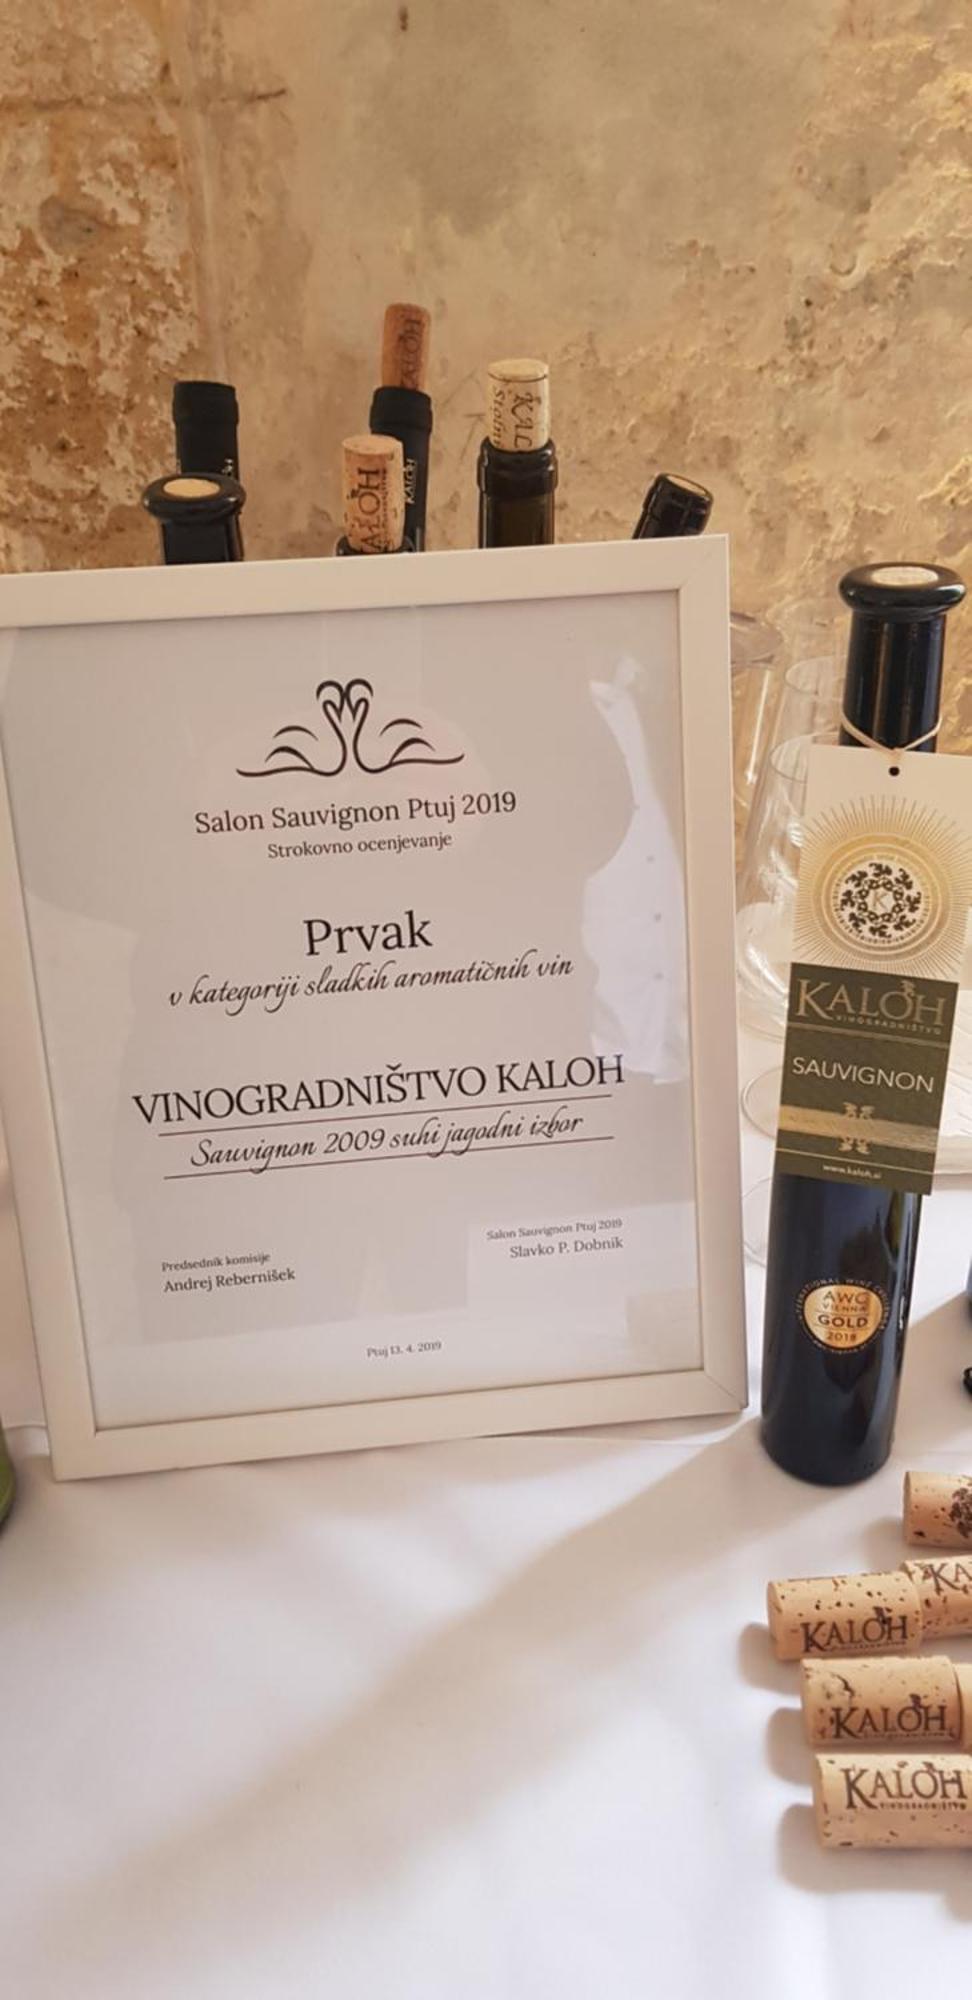 KALOH
KALOH
KALOH
Salon Sauvignon Ptuj 2019
Strokovno ocenjevanje
Prvak
v kategoriji sladkih aromatičnih vin
VINOGRADNIŠTVO KALOH
Sauvignon 2009 suhi jagodni izbor
Predsednik komisije
Andrej Rebernišek
Salon Sauvignon Ptuj 2019
Slavko P. Dobnik
Ptuj 13. 4. 2019
K
KALOH
VINOGRADNIŠTVO
SAUVIGNON
www.kaloh.si
AWC
VIENNA
GOLD
2018
KALOH
KALOH
KALOH
VINOGRADNIŠTVO